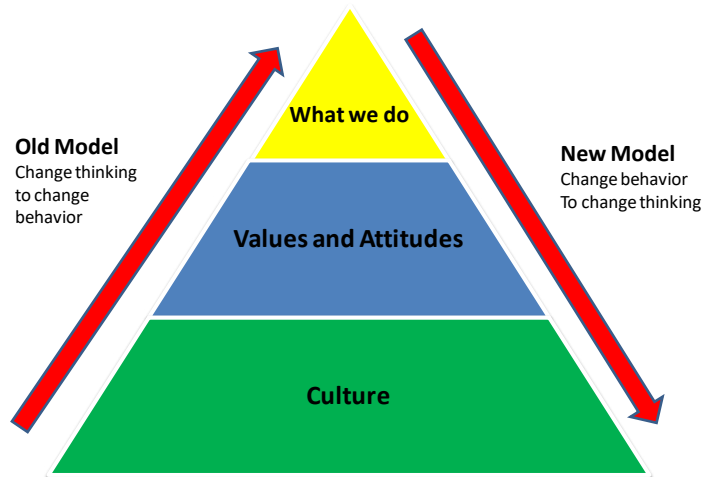 What we do
Old Model
Change thinking
to change
behavior
New Model
Change behavior
To change thinking
Values and Attitudes
Culture